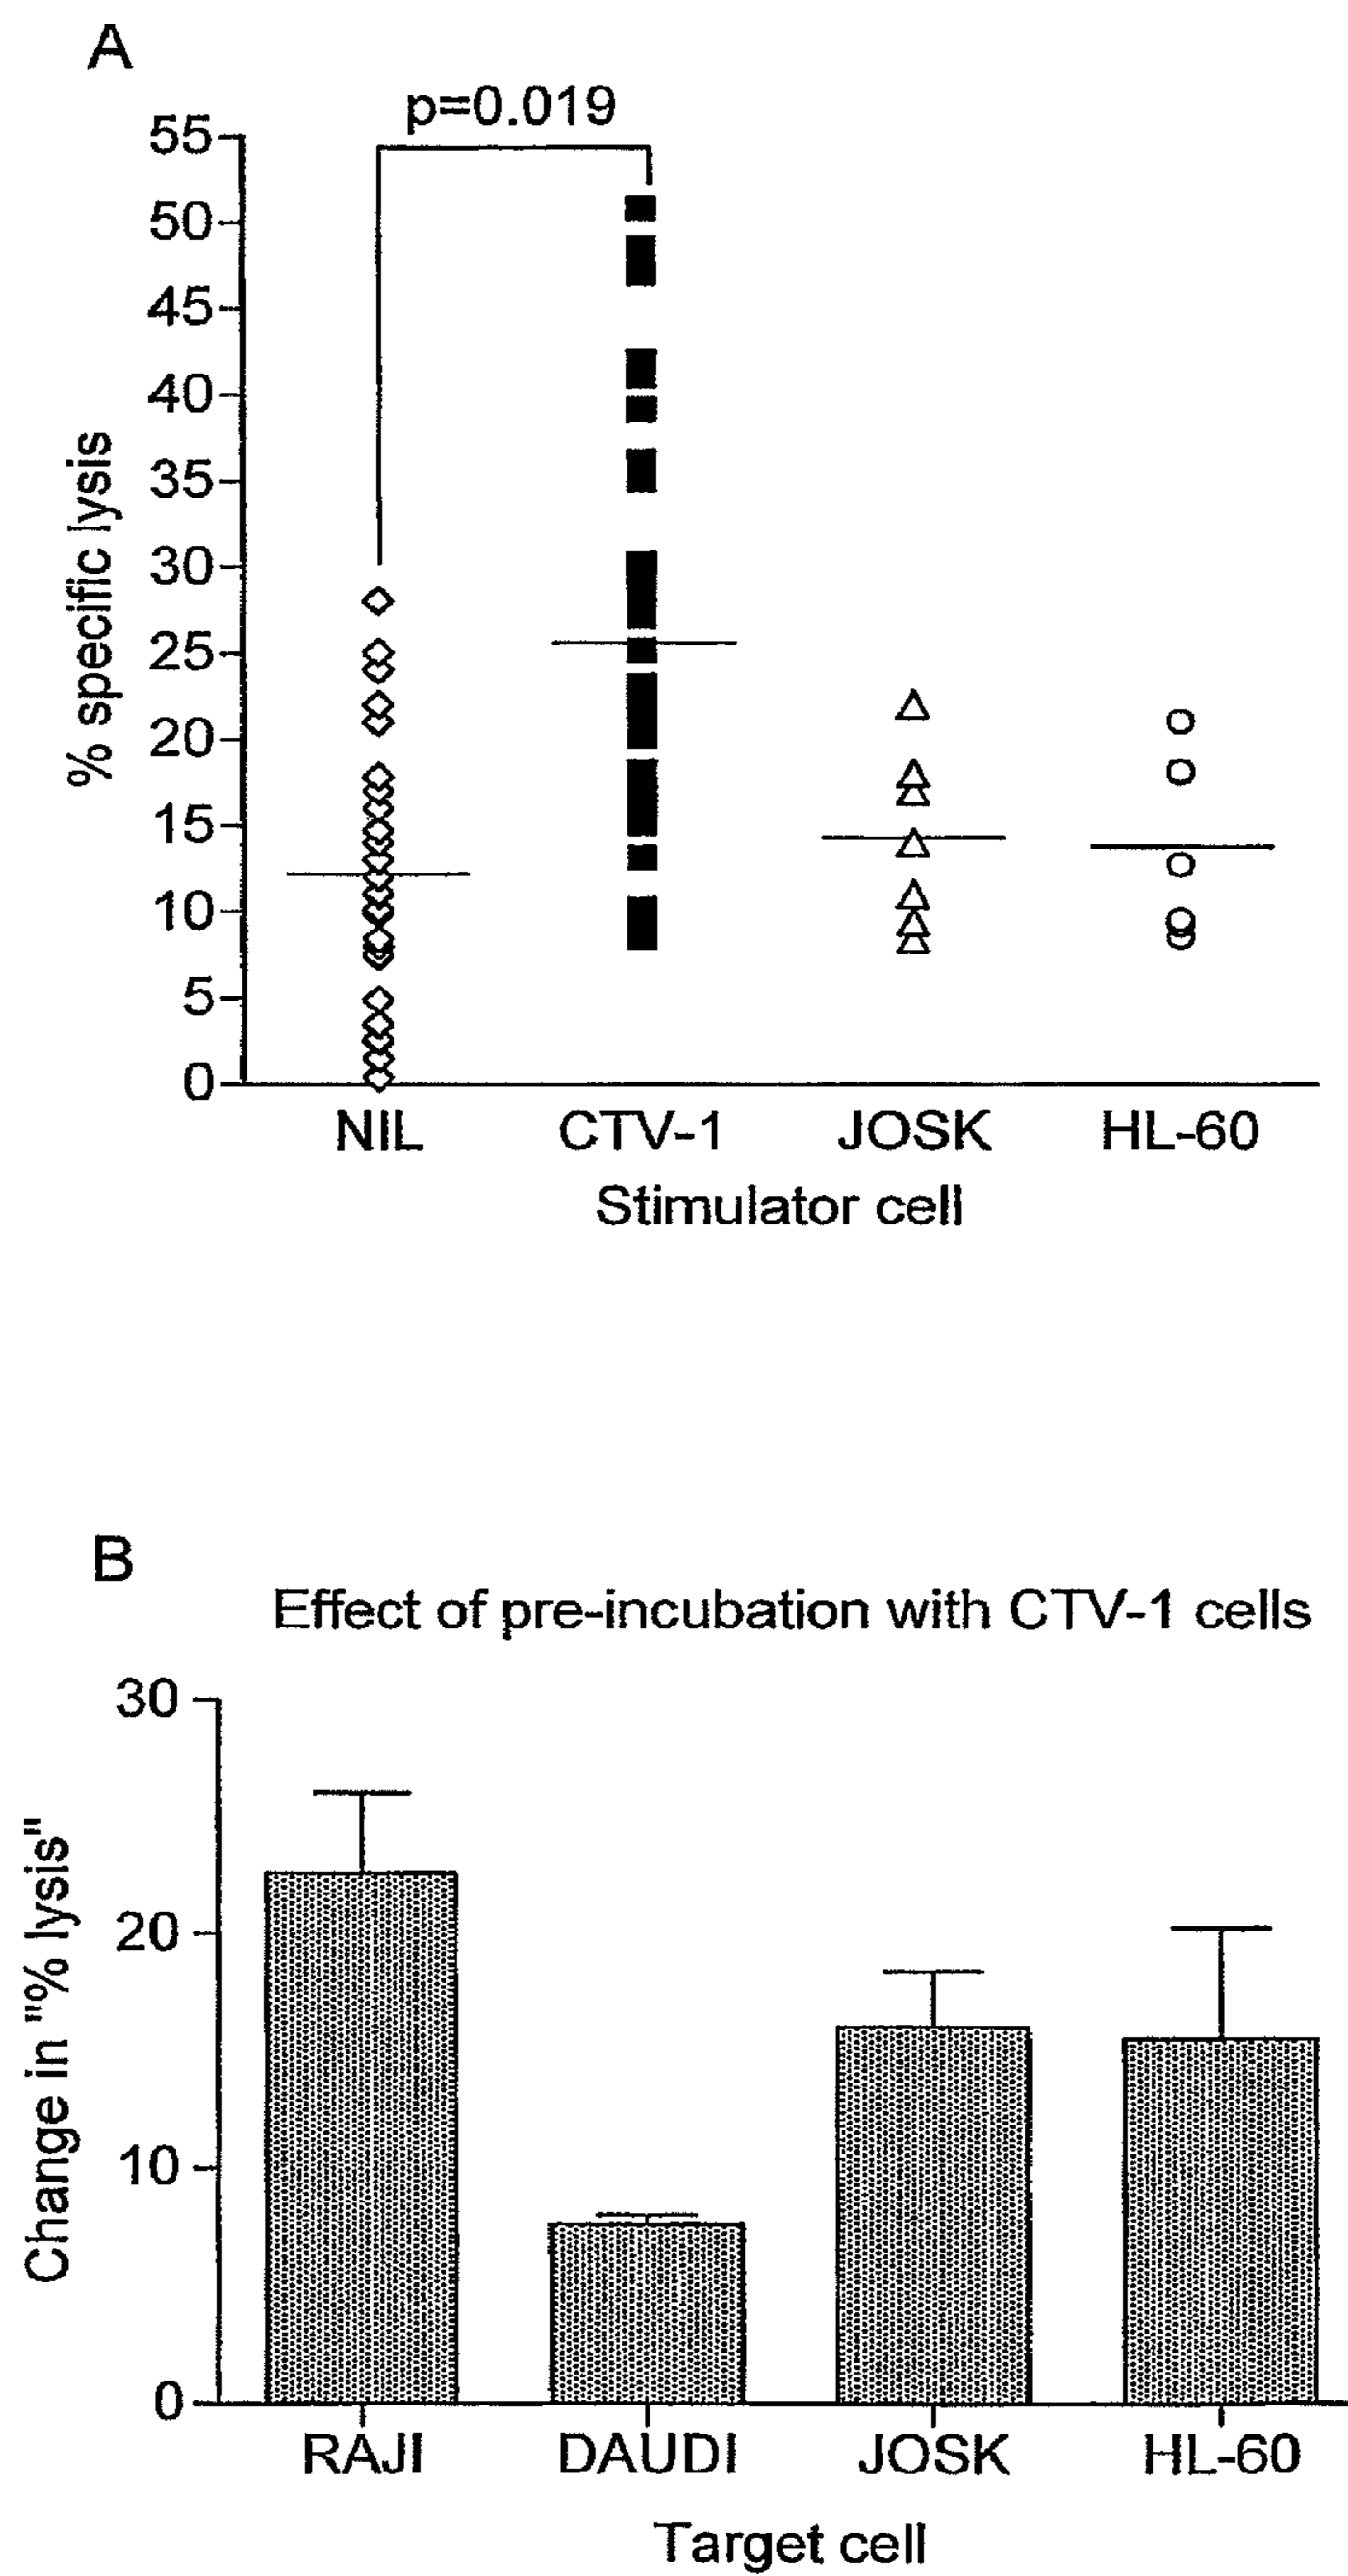 A
p=0.019
55
50
45
40
35
30
25
20
15
10
5
0
% specific lysis
NIL CTV-1 JOSK HL-60
Stimulator cell
B
Effect of pre-incubation with CTV-1 cells
30
20
10
0
Change in "% lysis"
RAJI DAUDI JOSK HL-60
Target cell